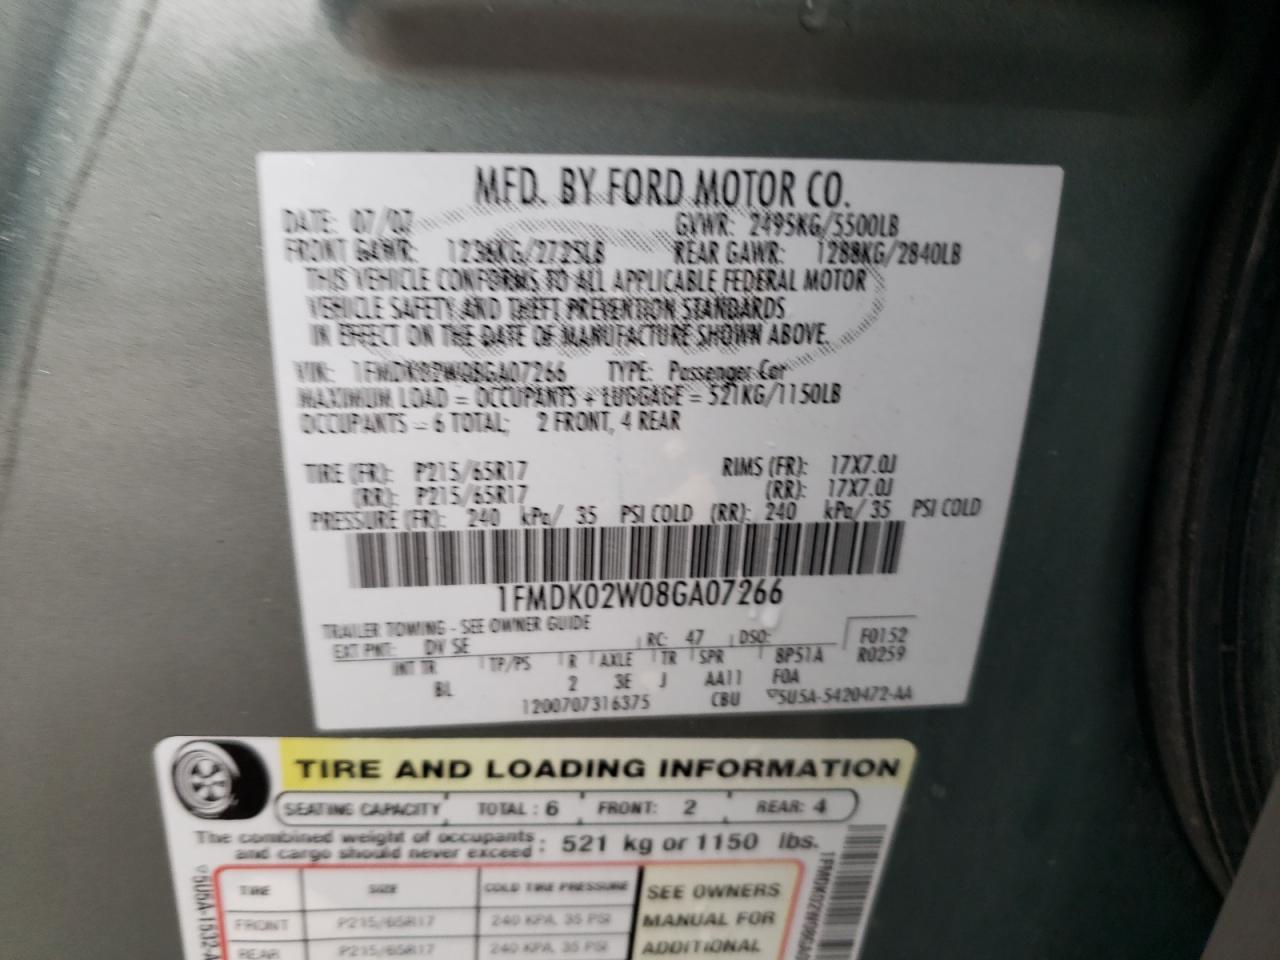 MFD. BY FORD MOTOR CO.
DATE: 07/07 GVWR: 2495KG/5500LB
FRONT GAWR: 1236KG/2725LB REAR GAWR: 1288KG/2840LB
THIS VEHICLE CONFORMS TO ALL APPLICABLE FEDERAL MOTOR
VEHICLE SAFETY AND THEFT PREVENTION STANDARDS
IN EFFECT ON THE DATE OF MANUFACTURE SHOWN ABOVE.
VIN: 1FMDK02W08GA07266 TYPE: Passenger Car
MAXIMUM LOAD = OCCUPANTS + LUGGAGE = 521KG/1150LB
OCCUPANTS = 6 TOTAL; 2 FRONT, 4 REAR
TIRE (FR): P215/65R17 RIMS (FR): 17X7.0J
(RR): P215/65R17 (RR): 17X7.0J
PRESSURE (FR): 240 kPa/ 35 PSI COLD (RR): 240 kPa/ 35 PSI COLD
1FMDK02W08GA07266
TRAILER TOWING - SEE OWNER GUIDE
EXT PNT: DV SE RC: 47 DSO: F0152
INT TR TP/PS R AXLE TR SPR BP51A R0259
BL 2 3E J AA11 FOA
1200707316375 CBU 5U5A-5420472-AA
TIRE AND LOADING INFORMATION
SEATING CAPACITY TOTAL : 6 FRONT: 2 REAR: 4
The combined weight of occupants
and cargo should never exceed : 521 kg or 1150 lbs.
TIRE SIZE COLD TIRE PRESSURE SEE OWNERS
FRONT P215/65R17 240 KPA, 35 PSI MANUAL FOR
REAR P215/65R17 240 KPA, 35 PSI ADDITIONAL